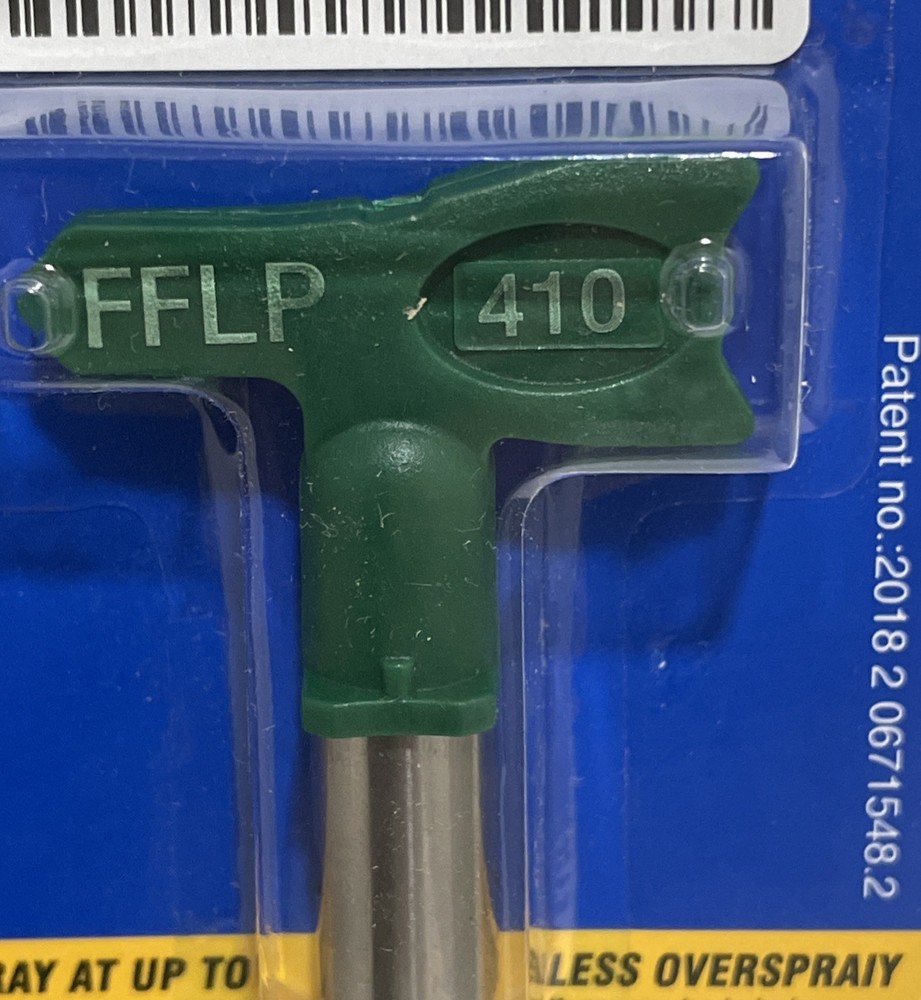 FFLP
410
Patent no.:2018 2 0671548.2
RAY AT UP TO
LESS OVERSPRAIY